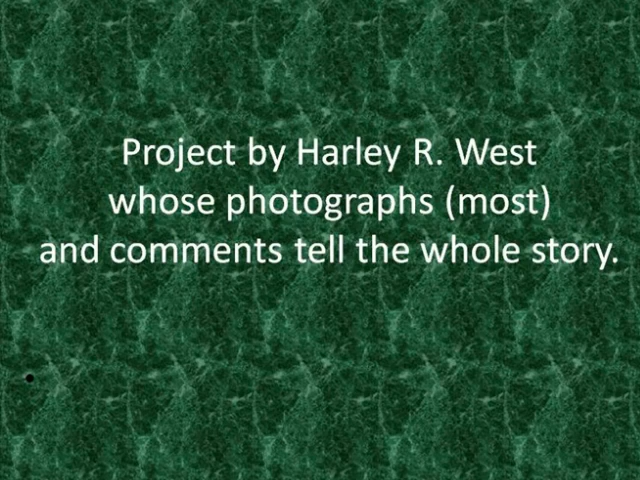 Project by Harley R. West
whose photographs (most)
and comments tell the whole story.